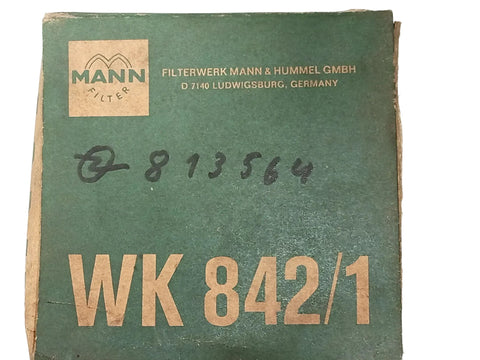 MANN
FILTER
FILTERWERK MANN & HUMMEL GMBH
D 7140 LUDWIGSBURG, GERMANY
813564
WK 842/1